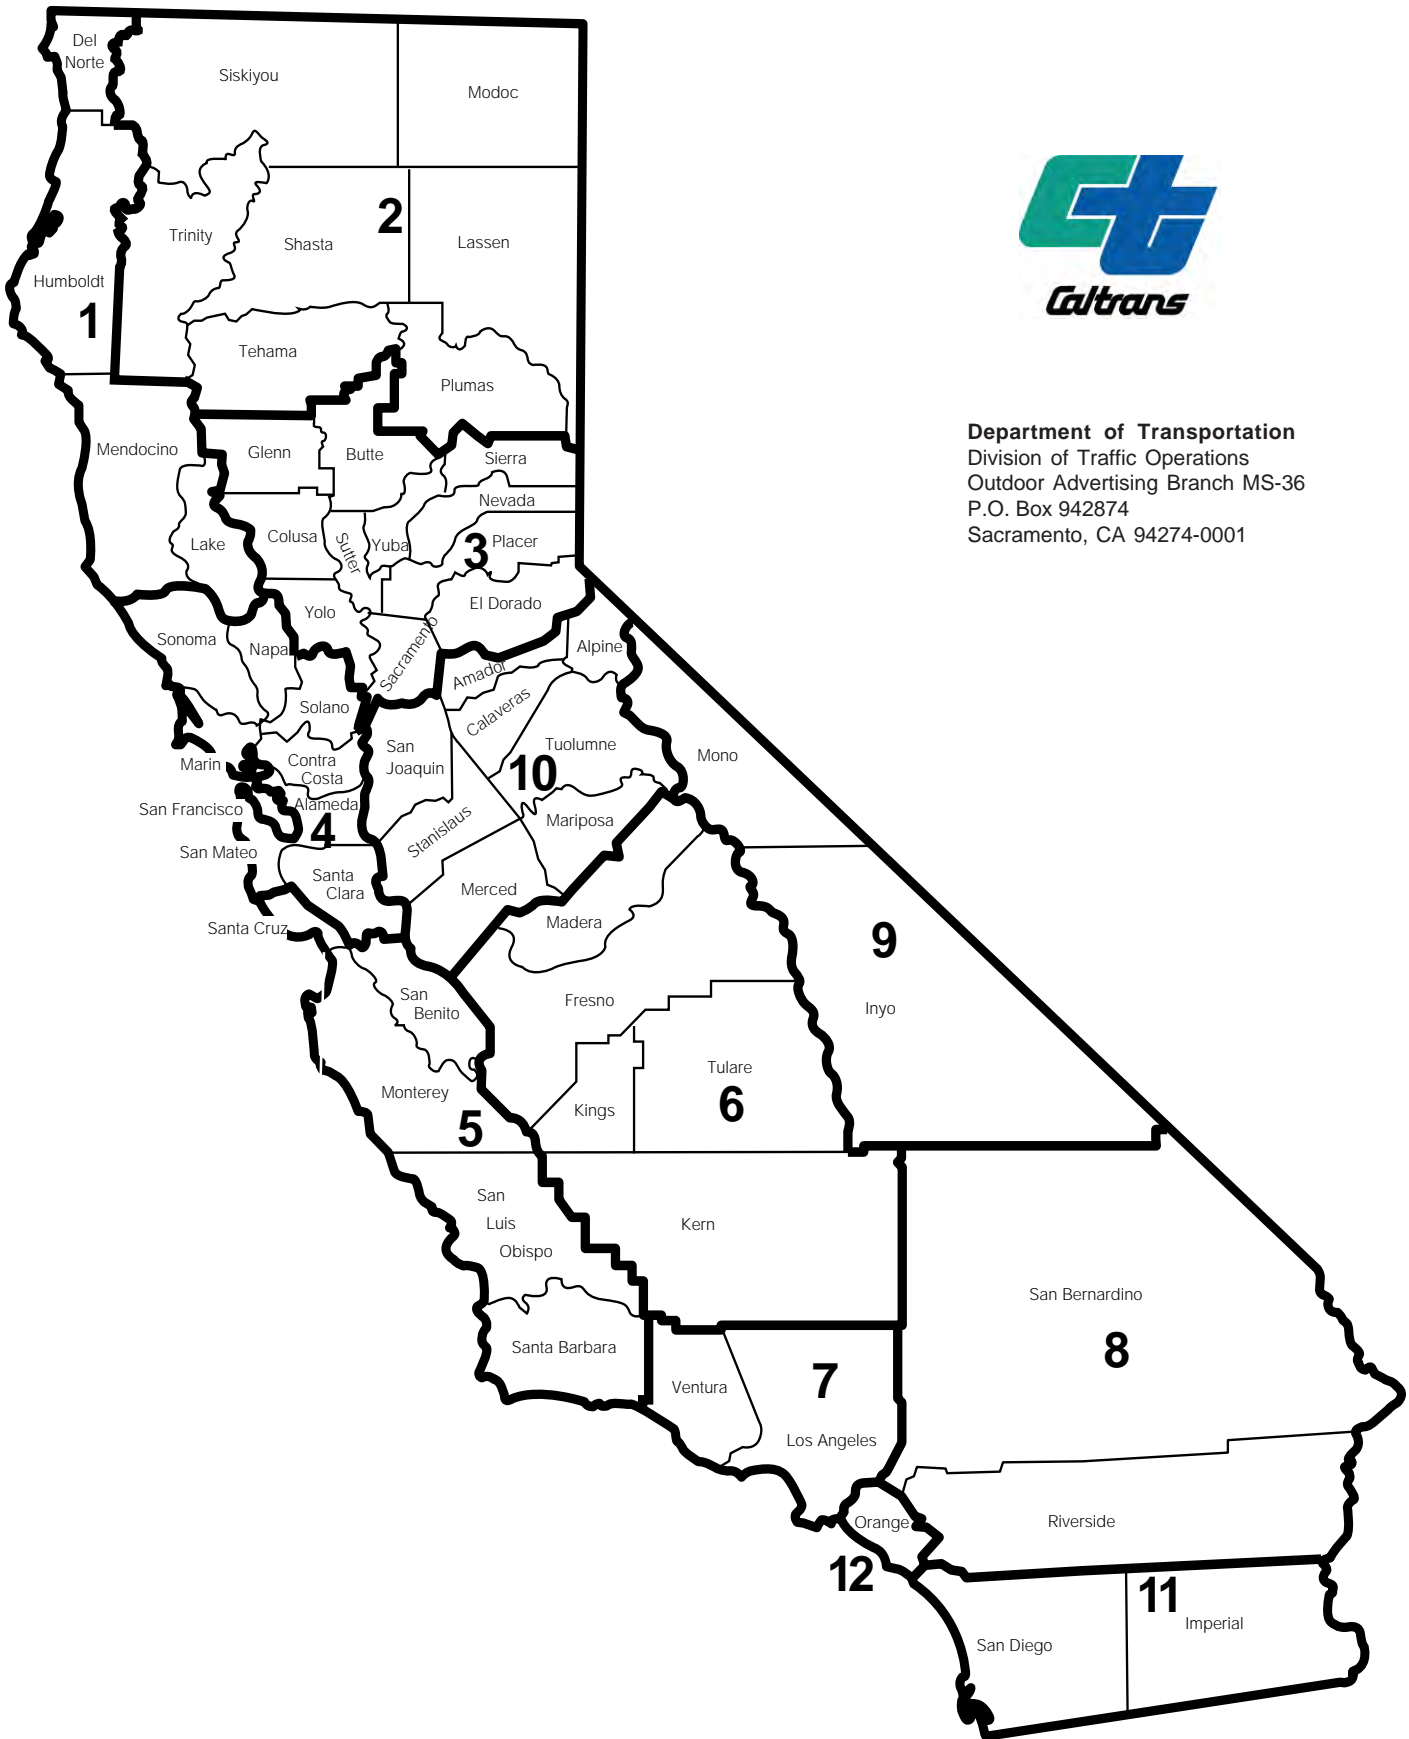 Del
Norte
Siskiyou
Modoc
Trinity
Shasta
2
Lassen
Humboldt
1
Caltrans
Tehama
Plumas
Department of Transportation
Division of Traffic Operations
Outdoor Advertising Branch MS-36
P.O. Box 942874
Sacramento, CA 94274-0001
Mendocino
Glenn
Butte
Sierra
Nevada
Lake
Colusa
Sutter
Yuba
3
Placer
Yolo
El Dorado
Sonoma
Napa
Sacramento
Amador
Alpine
Solano
Calaveras
Marin
Contra
Costa
San
Joaquin
Tuolumne
10
Mono
San Francisco
Alameda
4
Stanislaus
Mariposa
San Mateo
Santa
Clara
Merced
Santa Cruz
Madera
9
San
Benito
Fresno
Inyo
Monterey
5
Kings
Tulare
6
San
Luis
Obispo
Kern
San Bernardino
8
Santa Barbara
Ventura
7
Los Angeles
Orange
12
Riverside
11
Imperial
San Diego